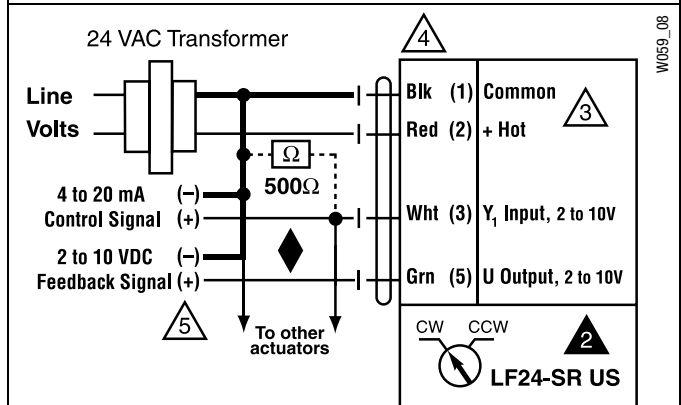 24 VAC Transformer
4
W059_08
Line
Volts
Blk (1) Common
3
Red (2) + Hot
Ω
500Ω
4 to 20 mA (–)
Control Signal (+)
Wht (3) Y₁ Input, 2 to 10V
2 to 10 VDC (–)
Feedback Signal (+)
Grn (5) U Output, 2 to 10V
5
To other
actuators
CW CCW
2
LF24-SR US